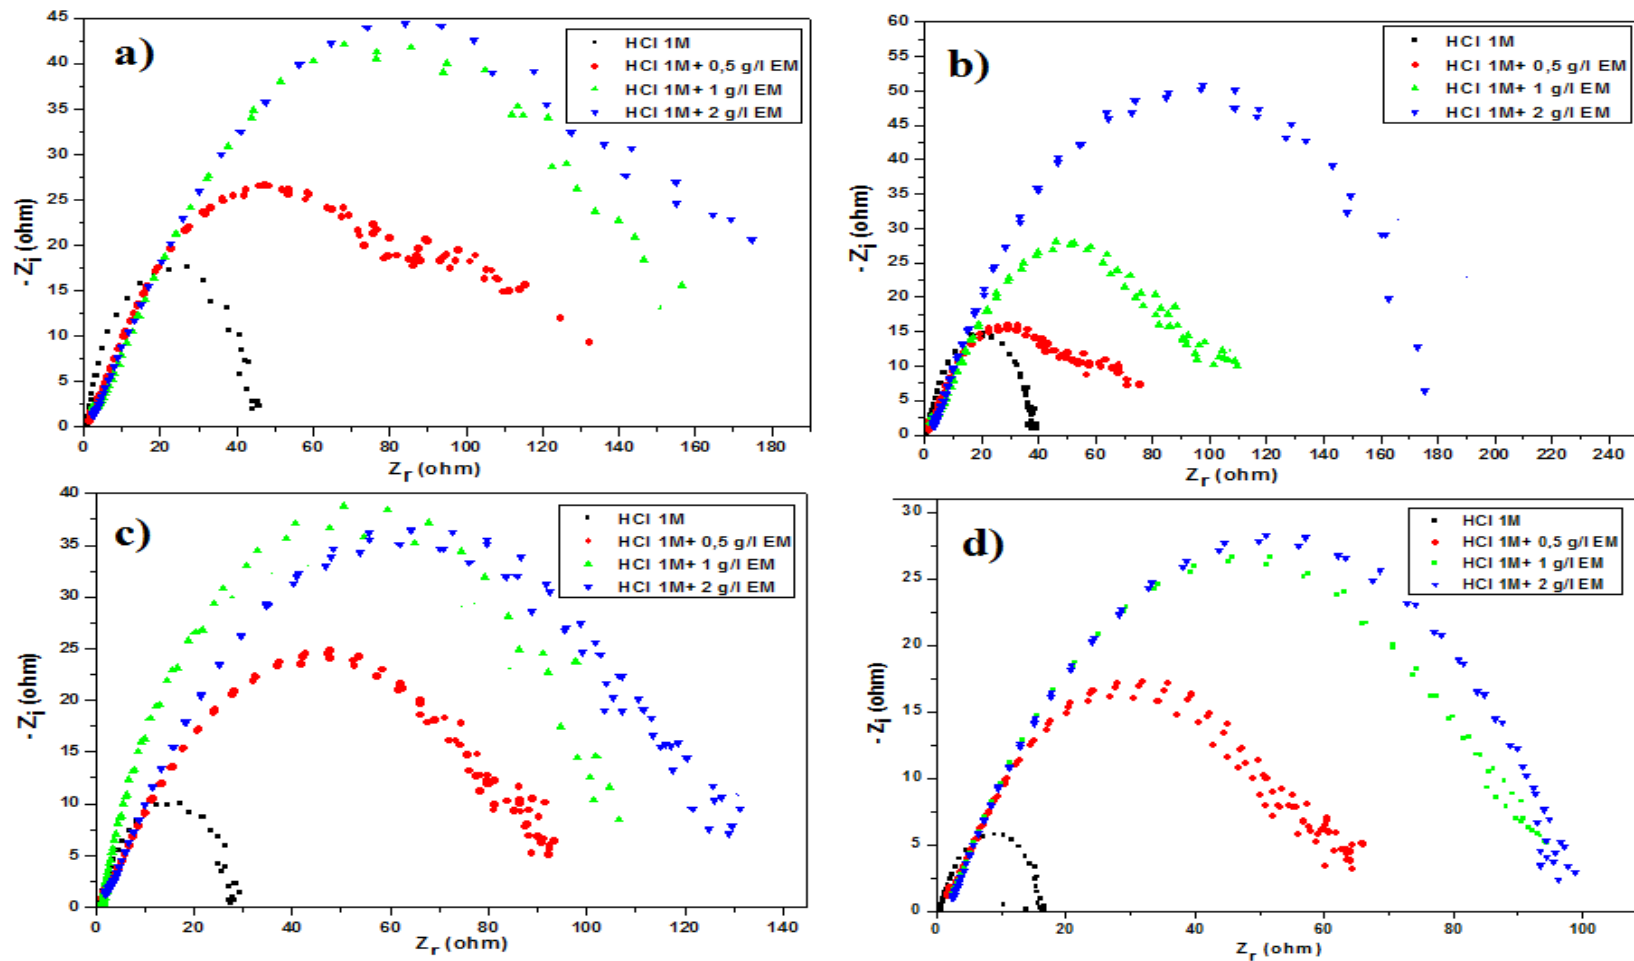 a)
HCl 1M
HCl 1M+ 0,5 g/l EM
HCl 1M+ 1 g/l EM
HCl 1M+ 2 g/l EM
45
40
35
30
25
20
15
10
5
0
- Zi (ohm)
0 20 40 60 80 100 120 140 160 180
Zr (ohm)
b)
HCl 1M
HCl 1M+ 0,5 g/l EM
HCl 1M+ 1 g/l EM
HCl 1M+ 2 g/l EM
60
55
50
45
40
35
30
25
20
15
10
5
0
- Zi (ohm)
0 20 40 60 80 100 120 140 160 180 200 220 240
Zr (ohm)
c)
HCl 1M
HCl 1M+ 0,5 g/l EM
HCl 1M+ 1 g/l EM
HCl 1M+ 2 g/l EM
40
35
30
25
20
15
10
5
0
- Zi (ohm)
0 20 40 60 80 100 120 140
Zr (ohm)
d)
HCl 1M
HCl 1M+ 0,5 g/l EM
HCl 1M+ 1 g/l EM
HCl 1M+ 2 g/l EM
30
25
20
15
10
5
0
- Zi (ohm)
0 20 40 60 80 100
Zr (ohm)